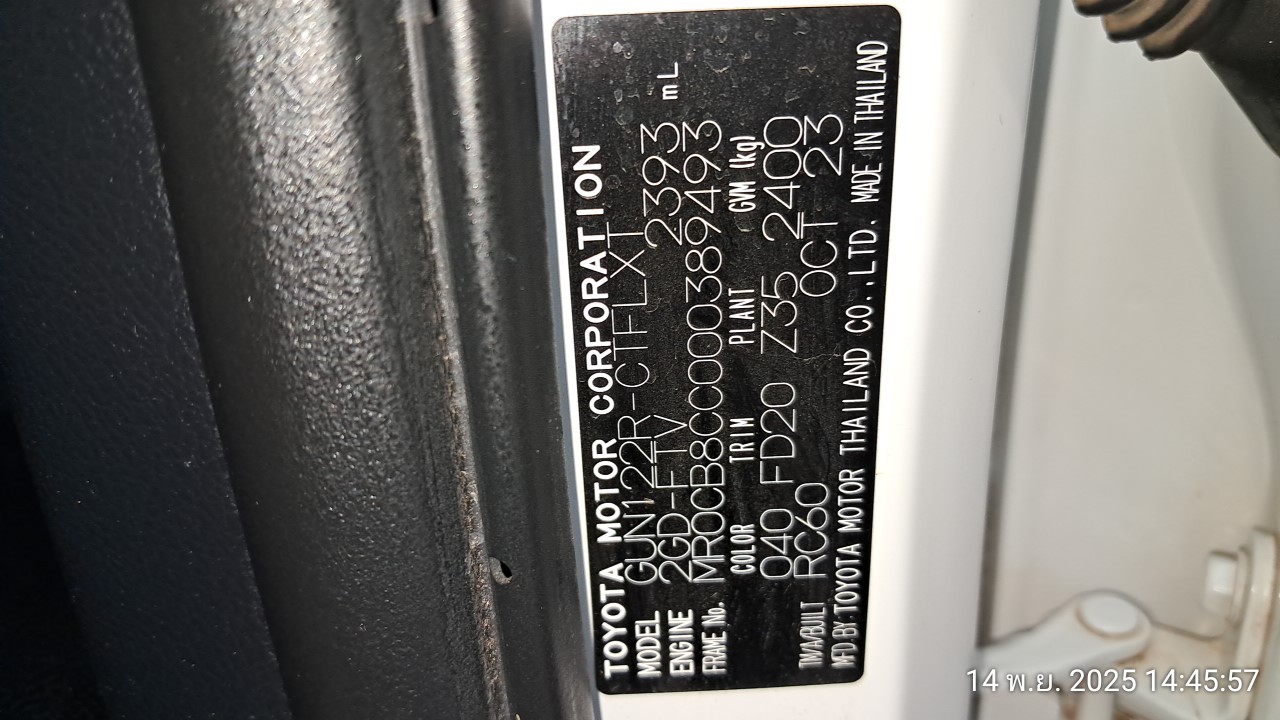 TOYOTA MOTOR CORPORATION
MODEL GUN122R-CTFLXT
ENGINE 2GD-FTV 2393 mL
FRAME No. MR0CB8CC000389493
COLOR TRIM PLANT GVM (kg)
040 FD20 Z35 2400
TM/A/BUILT RC60 OCT 23
MFD.BY:TOYOTA MOTOR THAILAND CO.,LTD. MADE IN THAILAND
14 พ.ย. 2025 14:45:57